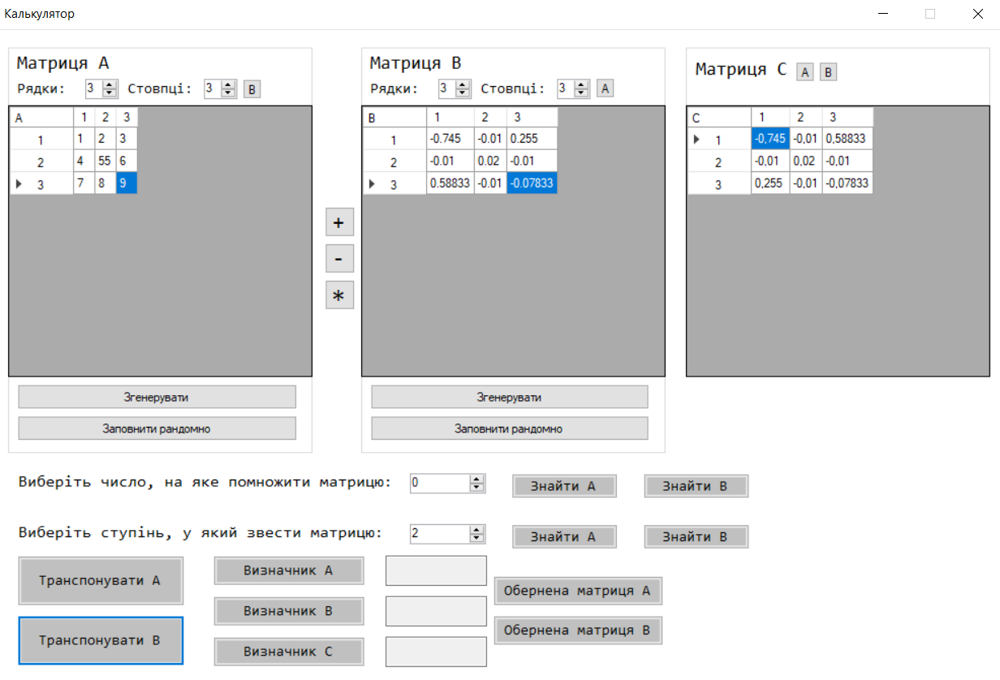 Калькулятор
Матриця A
Рядки: 3 Стовпці: 3 B
A 1 2 3
1 1 2 3
2 4 55 6
3 7 8 9
+
-
*
Згенерувати
Заповнити рандомно
Матриця B
Рядки: 3 Стовпці: 3 A
B 1 2 3
1 -0.745 -0.01 0.255
2 -0.01 0.02 -0.01
3 0.58833 -0.01 -0.07833
Згенерувати
Заповнити рандомно
Матриця C A B
C 1 2 3
1 -0,745 -0,01 0,58833
2 -0,01 0,02 -0,01
3 0,255 -0,01 -0,07833
Виберіть число, на яке помножити матрицю: 0 Знайти A Знайти B
Виберіть ступінь, у який звести матрицю: 2 Знайти A Знайти B
Транспонувати A
Транспонувати B
Визначник A
Визначник B
Визначник C
Обернена матриця A
Обернена матриця B